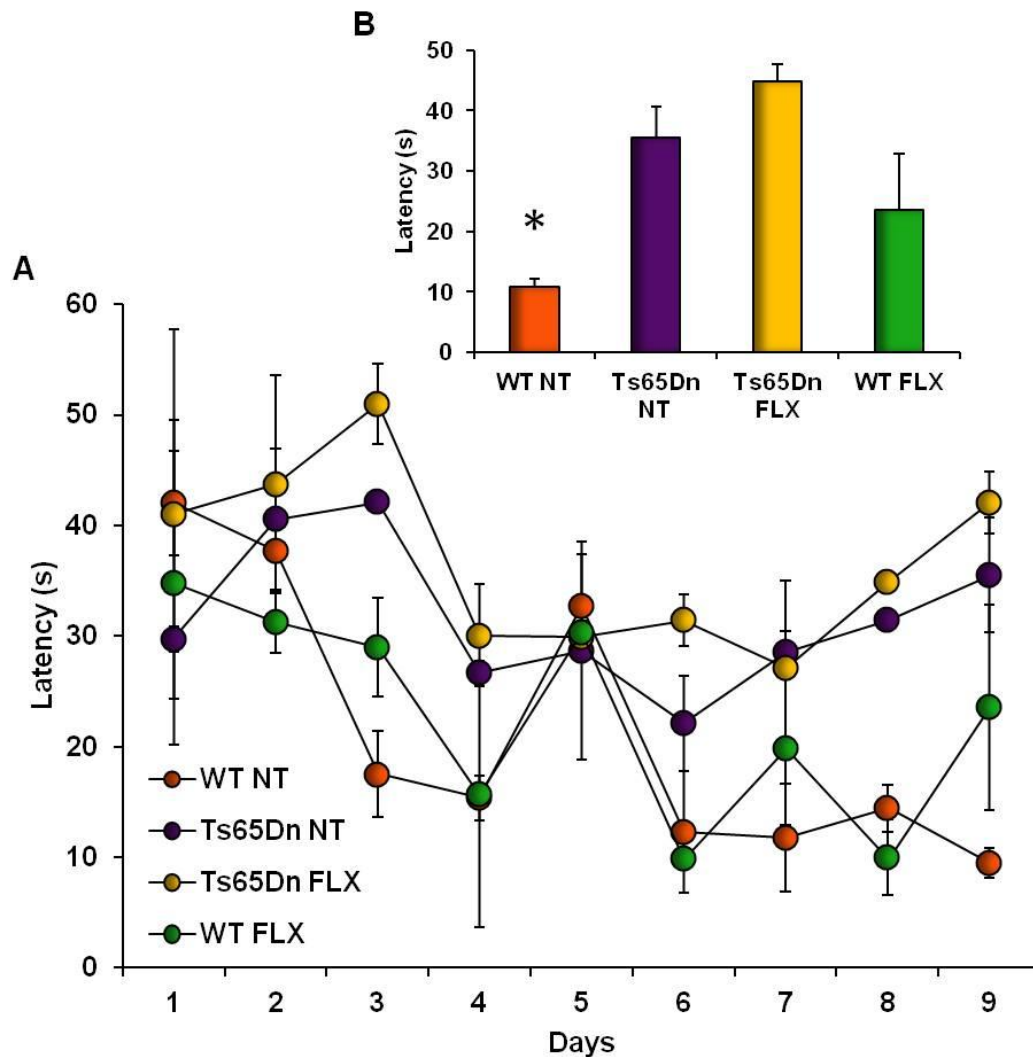 B
50
40
30
20
10
0
Latency (s)
*
WT NT
Ts65Dn
NT
Ts65Dn
FLX
WT FLX
A
60
50
40
30
20
10
0
Latency (s)
WT NT
Ts65Dn NT
Ts65Dn FLX
WT FLX
1 2 3 4 5 6 7 8 9
Days